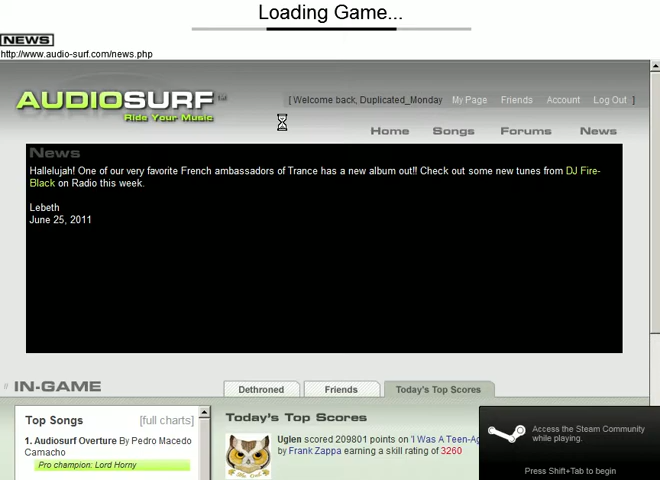 Loading Game...
NEWS
http://www.audio-surf.com/news.php
AUDIOSURF™
Ride Your Music
[ Welcome back, Duplicated_Monday My Page Friends Account Log Out ]
Home Songs Forums News
News
Hallelujah! One of our very favorite French ambassadors of Trance has a new album out!! Check out some new tunes from DJ Fire-
Black on Radio this week.
Lebeth
June 25, 2011
// IN-GAME
Dethroned Friends Today's Top Scores
Top Songs [full charts]
1. Audiosurf Overture By Pedro Macedo
Camacho
Pro champion: Lord Horny
Today's Top Scores
Uglen scored 209801 points on 'I Was A Teen-Ag
by Frank Zappa earning a skill rating of 3260
Access the Steam Community
while playing.
Press Shift+Tab to begin